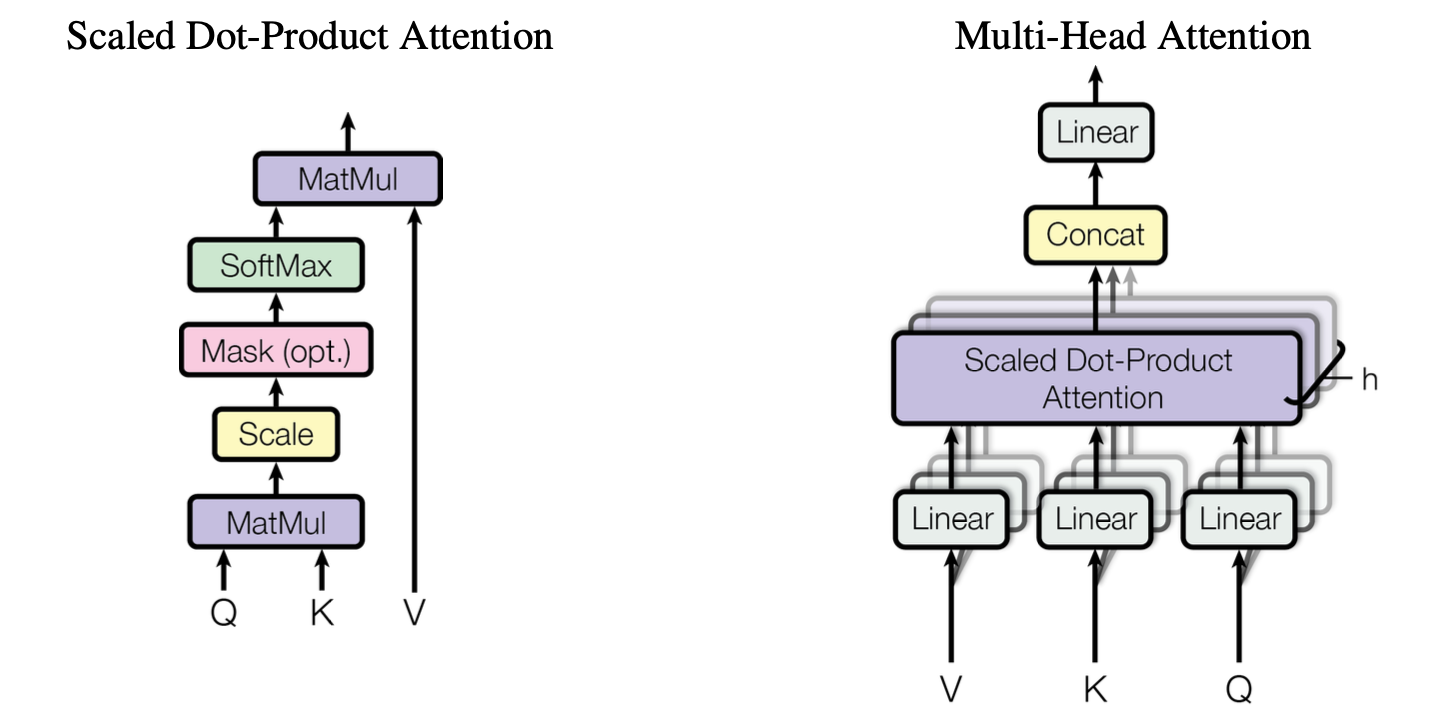 Scaled Dot-Product Attention
MatMul
SoftMax
Mask (opt.)
Scale
MatMul
Q K V
Multi-Head Attention
Linear
Concat
Scaled Dot-Product
Attention
h
Linear Linear Linear
V K Q